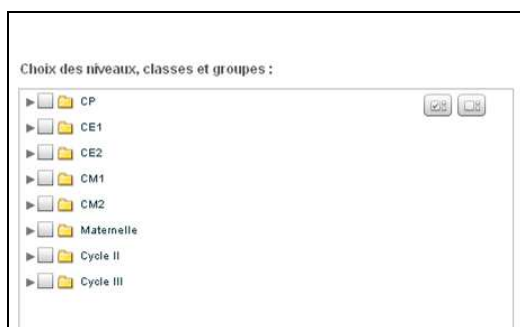 Choix des niveaux, classes et groupes :
CP
CE1
CE2
CM1
CM2
Maternelle
Cycle II
Cycle III